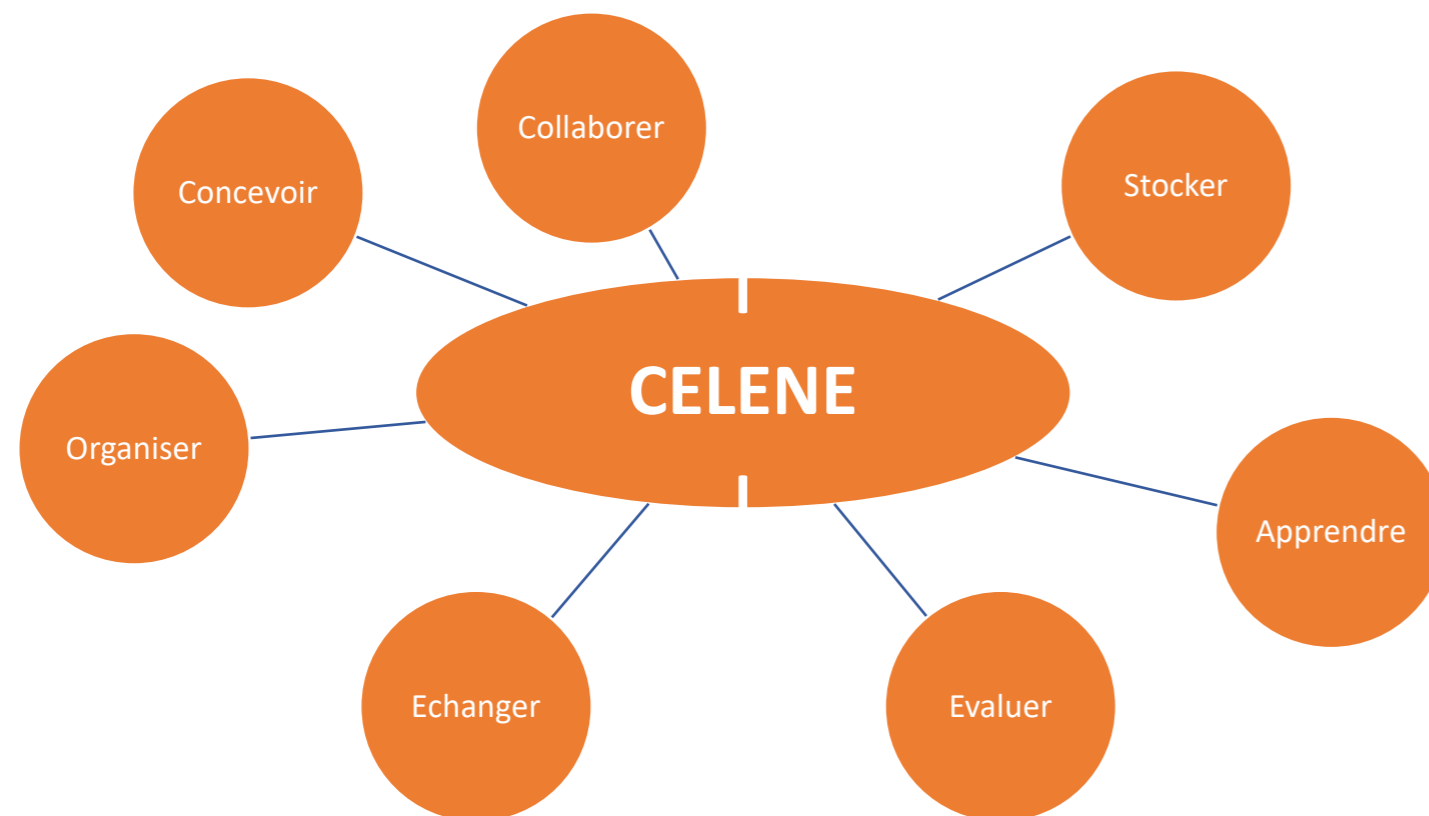 Collaborer
Concevoir
Stocker
CELENE
Organiser
Apprendre
Echanger
Evaluer